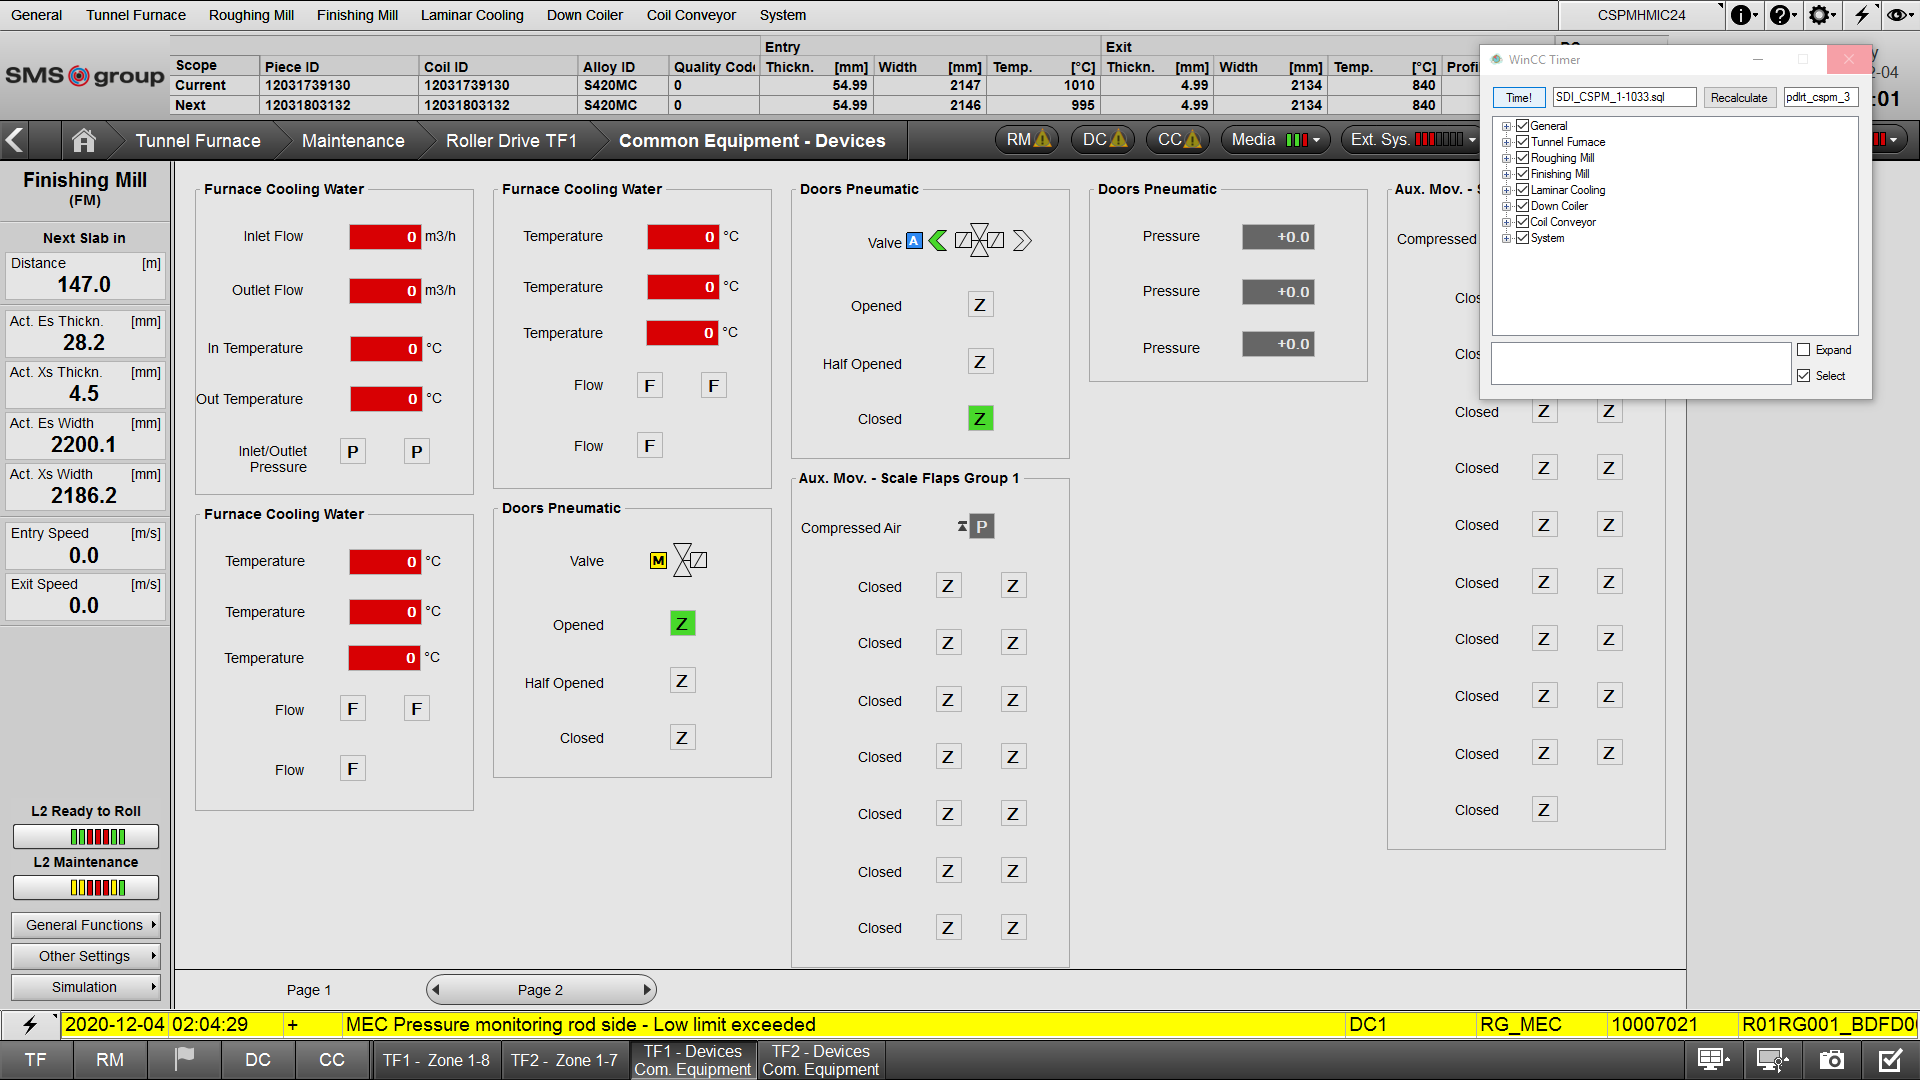 General Tunnel Furnace Roughing Mill Finishing Mill Laminar Cooling Down Coiler Coil Conveyor System CSPMHMIC24
SMS group
Entry Exit
Scope Piece ID Coil ID Alloy ID Quality Code Thickn. [mm] Width [mm] Temp. [°C] Thickn. [mm] Width [mm] Temp. [°C]
Current 12031739130 12031739130 S420MC 0 54.99 2147 1010 4.99 2134 840
Next 12031803132 12031803132 S420MC 0 54.99 2146 995 4.99 2134 840
Tunnel Furnace Maintenance Roller Drive TF1 Common Equipment - Devices RM DC CC Media Ext. Sys.
WinCC Timer
Time! SDI_CSPM_1-1033.sql Recalculate pdlrt_cspm_3
General
Tunnel Furnace
Roughing Mill
Finishing Mill
Laminar Cooling
Down Coiler
Coil Conveyor
System
Expand
Select
-04
:01
Finishing Mill
(FM)
Next Slab in
Distance [m]
147.0
Act. Es Thickn. [mm]
28.2
Act. Xs Thickn. [mm]
4.5
Act. Es Width [mm]
2200.1
Act. Xs Width [mm]
2186.2
Entry Speed [m/s]
0.0
Exit Speed [m/s]
0.0
L2 Ready to Roll
L2 Maintenance
General Functions
Other Settings
Simulation
Furnace Cooling Water
Inlet Flow 0 m3/h
Outlet Flow 0 m3/h
In Temperature 0 °C
Out Temperature 0 °C
Inlet/Outlet
Pressure P P
Furnace Cooling Water
Temperature 0 °C
Temperature 0 °C
Temperature 0 °C
Flow F F
Flow F
Furnace Cooling Water
Temperature 0 °C
Temperature 0 °C
Temperature 0 °C
Flow F F
Flow F
Doors Pneumatic
Valve M
Opened Z
Half Opened Z
Closed Z
Doors Pneumatic
Valve A
Opened Z
Half Opened Z
Closed Z
Aux. Mov. - Scale Flaps Group 1
Compressed Air P
Closed Z Z
Closed Z Z
Closed Z Z
Closed Z Z
Closed Z Z
Closed Z Z
Closed Z Z
Doors Pneumatic
Pressure +0.0
Pressure +0.0
Pressure +0.0
Aux. Mov. -
Compressed
Closed Z Z
Closed Z Z
Closed Z Z
Closed Z Z
Closed Z Z
Closed Z Z
Closed Z Z
Closed Z
Page 1 Page 2
2020-12-04 02:04:29 + MEC Pressure monitoring rod side - Low limit exceeded DC1 RG_MEC 10007021 R01RG001_BDFD0
TF RM DC CC TF1 - Zone 1-8 TF2 - Zone 1-7
TF1 - Devices
Com. Equipment
TF2 - Devices
Com. Equipment